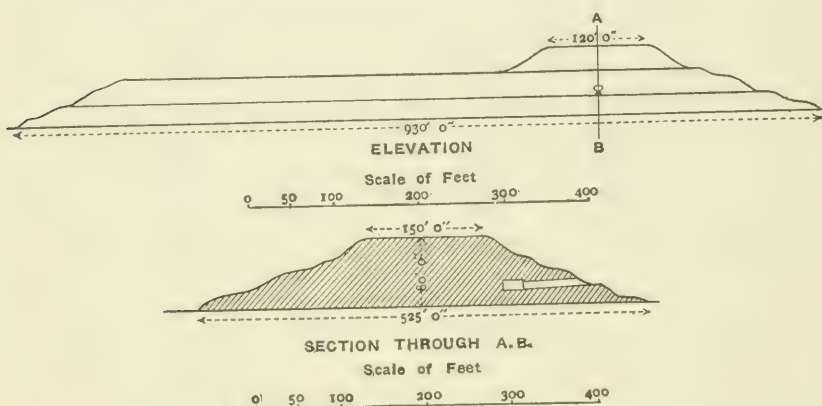 A
120' 0"
930' 0"
ELEVATION
B
Scale of Feet
0 50 100 200 300 400
150' 0"
525' 0"
SECTION THROUGH A.B.
Scale of Feet
0 50 100 200 300 400